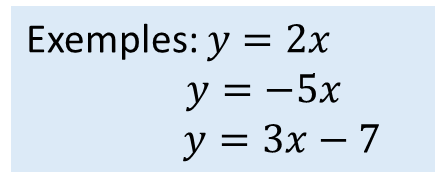 Exemples: y = 2x
y = −5x
y = 3x − 7